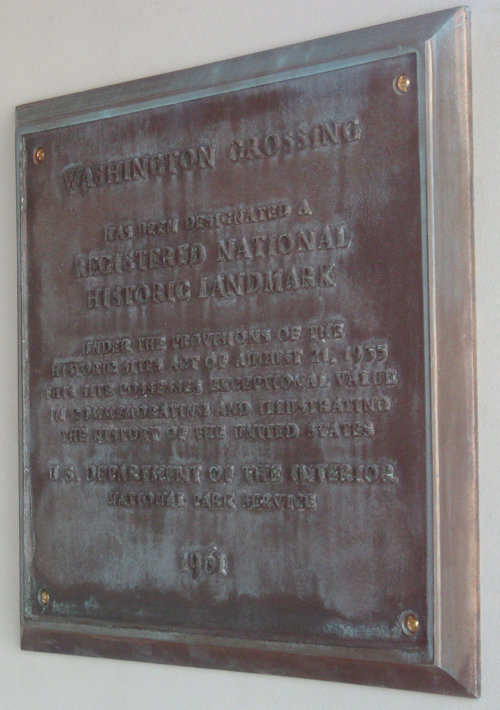 WASHINGTON CROSSING
HAS BEEN DESIGNATED A
REGISTERED NATIONAL
HISTORIC LANDMARK
UNDER THE PROVISIONS OF THE
HISTORIC SITES ACT OF AUGUST 21, 1935
THIS SITE POSSESSES EXCEPTIONAL VALUE
IN COMMEMORATING AND ILLUSTRATING
THE HISTORY OF THE UNITED STATES
U.S. DEPARTMENT OF THE INTERIOR
NATIONAL PARK SERVICE
1961